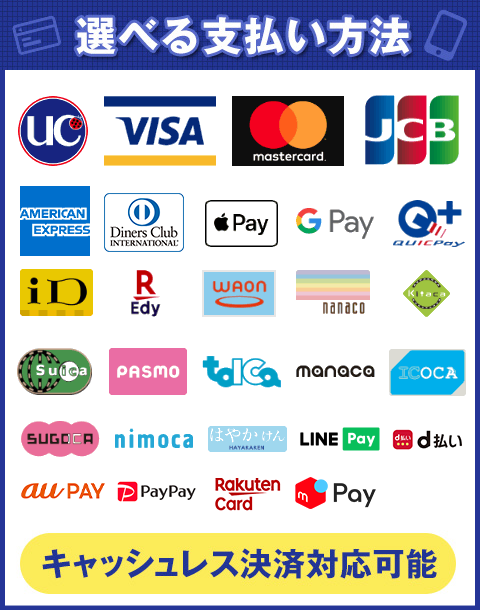 選べる支払い方法
UC VISA mastercard. JCB
AMERICAN EXPRESS
Diners Club INTERNATIONAL
Pay
G Pay
QUICPay
iD
R Edy
WAON
nanaco
Kitaca
Suica
PASMO
toica
manaca
ICOCA
SUGOCA
nimoca
はやかけん HAYAKAKEN
LINE Pay
d払い d払い
au PAY
P PayPay
Rakuten Card
Pay
キャッシュレス決済対応可能